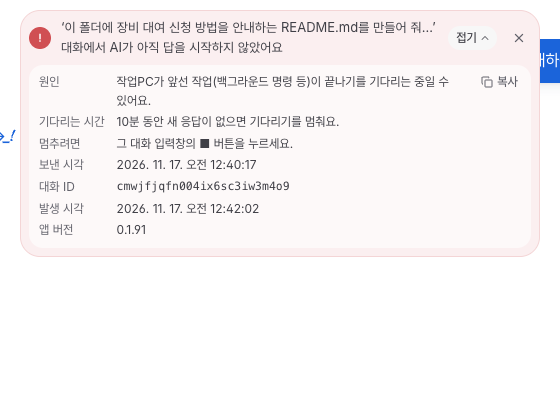 '이 폴더에 장비 대여 신청 방법을 안내하는 README.md를 만들어 줘...'
대화에서 AI가 아직 답을 시작하지 않았어요
접기
원인 작업PC가 앞선 작업(백그라운드 명령 등)이 끝나기를 기다리는 중일 수
있어요.
복사
기다리는 시간 10분 동안 새 응답이 없으면 기다리기를 멈춰요.
멈추려면 그 대화 입력창의 ■ 버튼을 누르세요.
보낸 시각 2026. 11. 17. 오전 12:40:17
대화 ID cmwjfjqfn004ix6sc3iw3m4o9
발생 시각 2026. 11. 17. 오전 12:42:02
앱 버전 0.1.91